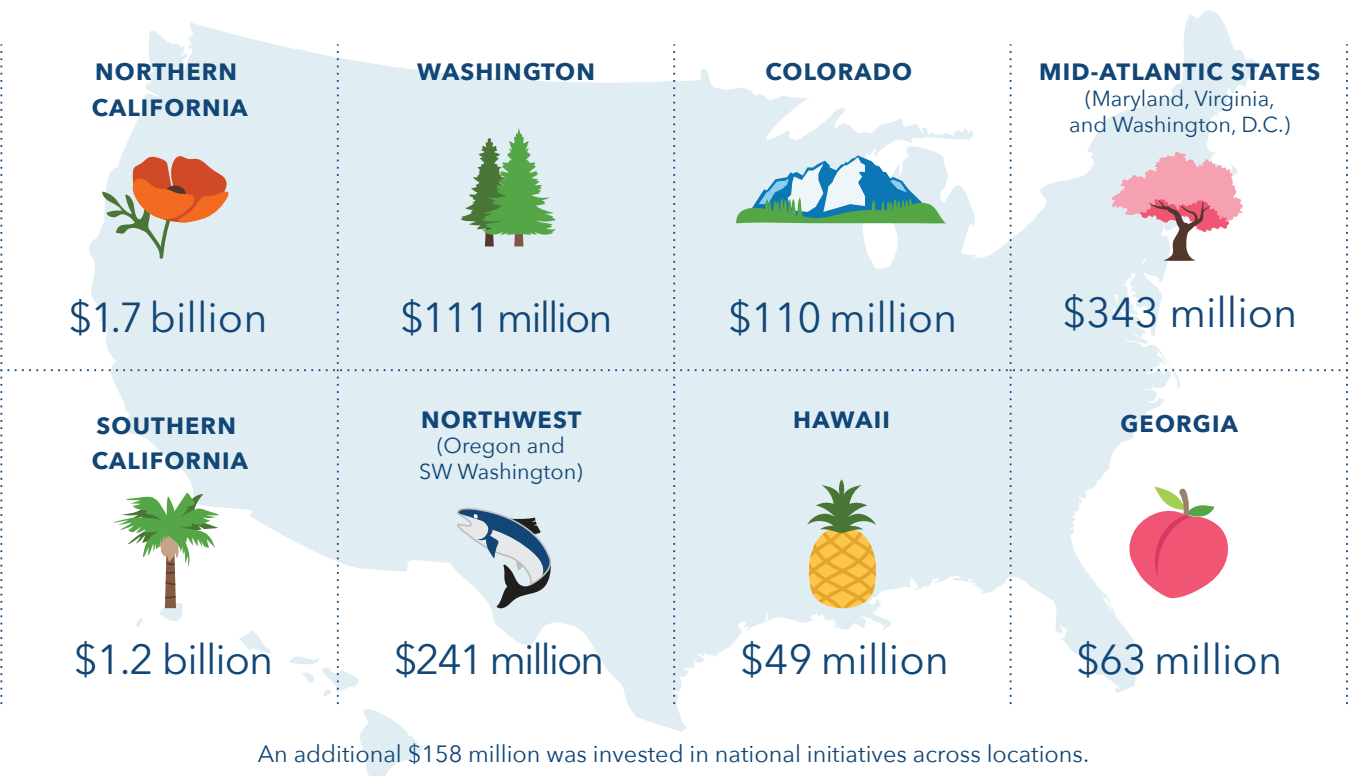 NORTHERN
CALIFORNIA
$1.7 billion
WASHINGTON
$111 million
COLORADO
$110 million
MID-ATLANTIC STATES
(Maryland, Virginia,
and Washington, D.C.)
$343 million
SOUTHERN
CALIFORNIA
$1.2 billion
NORTHWEST
(Oregon and
SW Washington)
$241 million
HAWAII
$49 million
GEORGIA
$63 million
An additional $158 million was invested in national initiatives across locations.